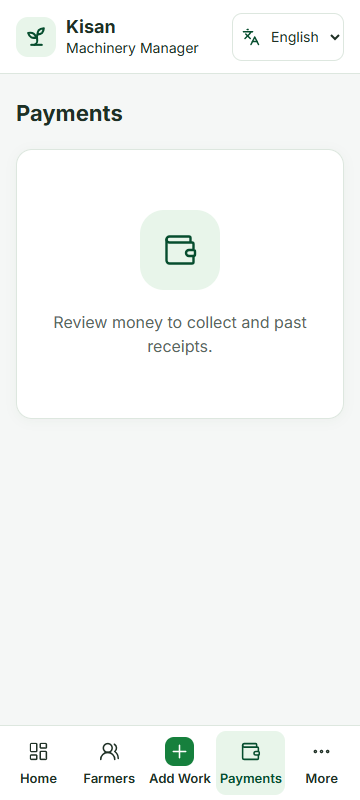 Kisan
Machinery Manager
English
Payments
Review money to collect and past
receipts.
Home
Farmers
Add Work
Payments
More